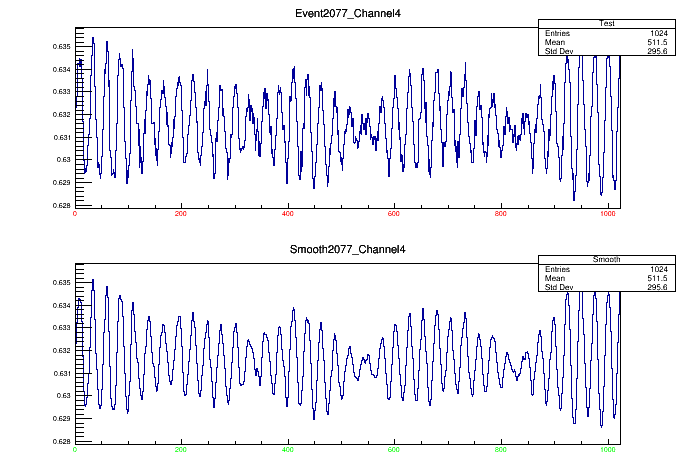 Event2077_Channel4
Test
Entries 1024
Mean 511.5
Std Dev 295.6
0.635
0.634
0.633
0.632
0.631
0.63
0.629
0.628
0 200 400 600 800 1000
Smooth2077_Channel4
Smooth
Entries 1024
Mean 511.5
Std Dev 295.6
0.635
0.634
0.633
0.632
0.631
0.63
0.629
0.628
0 200 400 600 800 1000